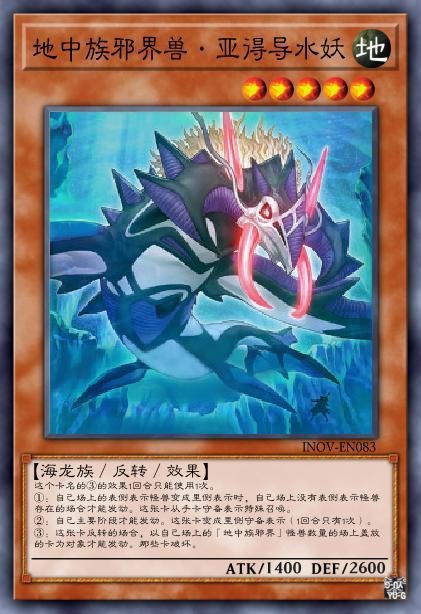 地中族邪界兽·亚得导水妖
地
INOV-EN083
【海龙族／反转／效果】
这个卡名的③的效果1回合只能使用1次。
①：自己场上的表侧表示怪兽变成里侧表示时，自己场上没有表侧表示怪兽
存在的场合才能发动。这张卡从手卡守备表示特殊召唤。
②：自己主要阶段才能发动。这张卡变成里侧守备表示（1回合只有1次）。
③：这张卡反转的场合，以自己场上的「地中族邪界」怪兽数量的场上盖放
的卡为对象才能发动。那些卡破坏。
ATK/1400 DEF/2600